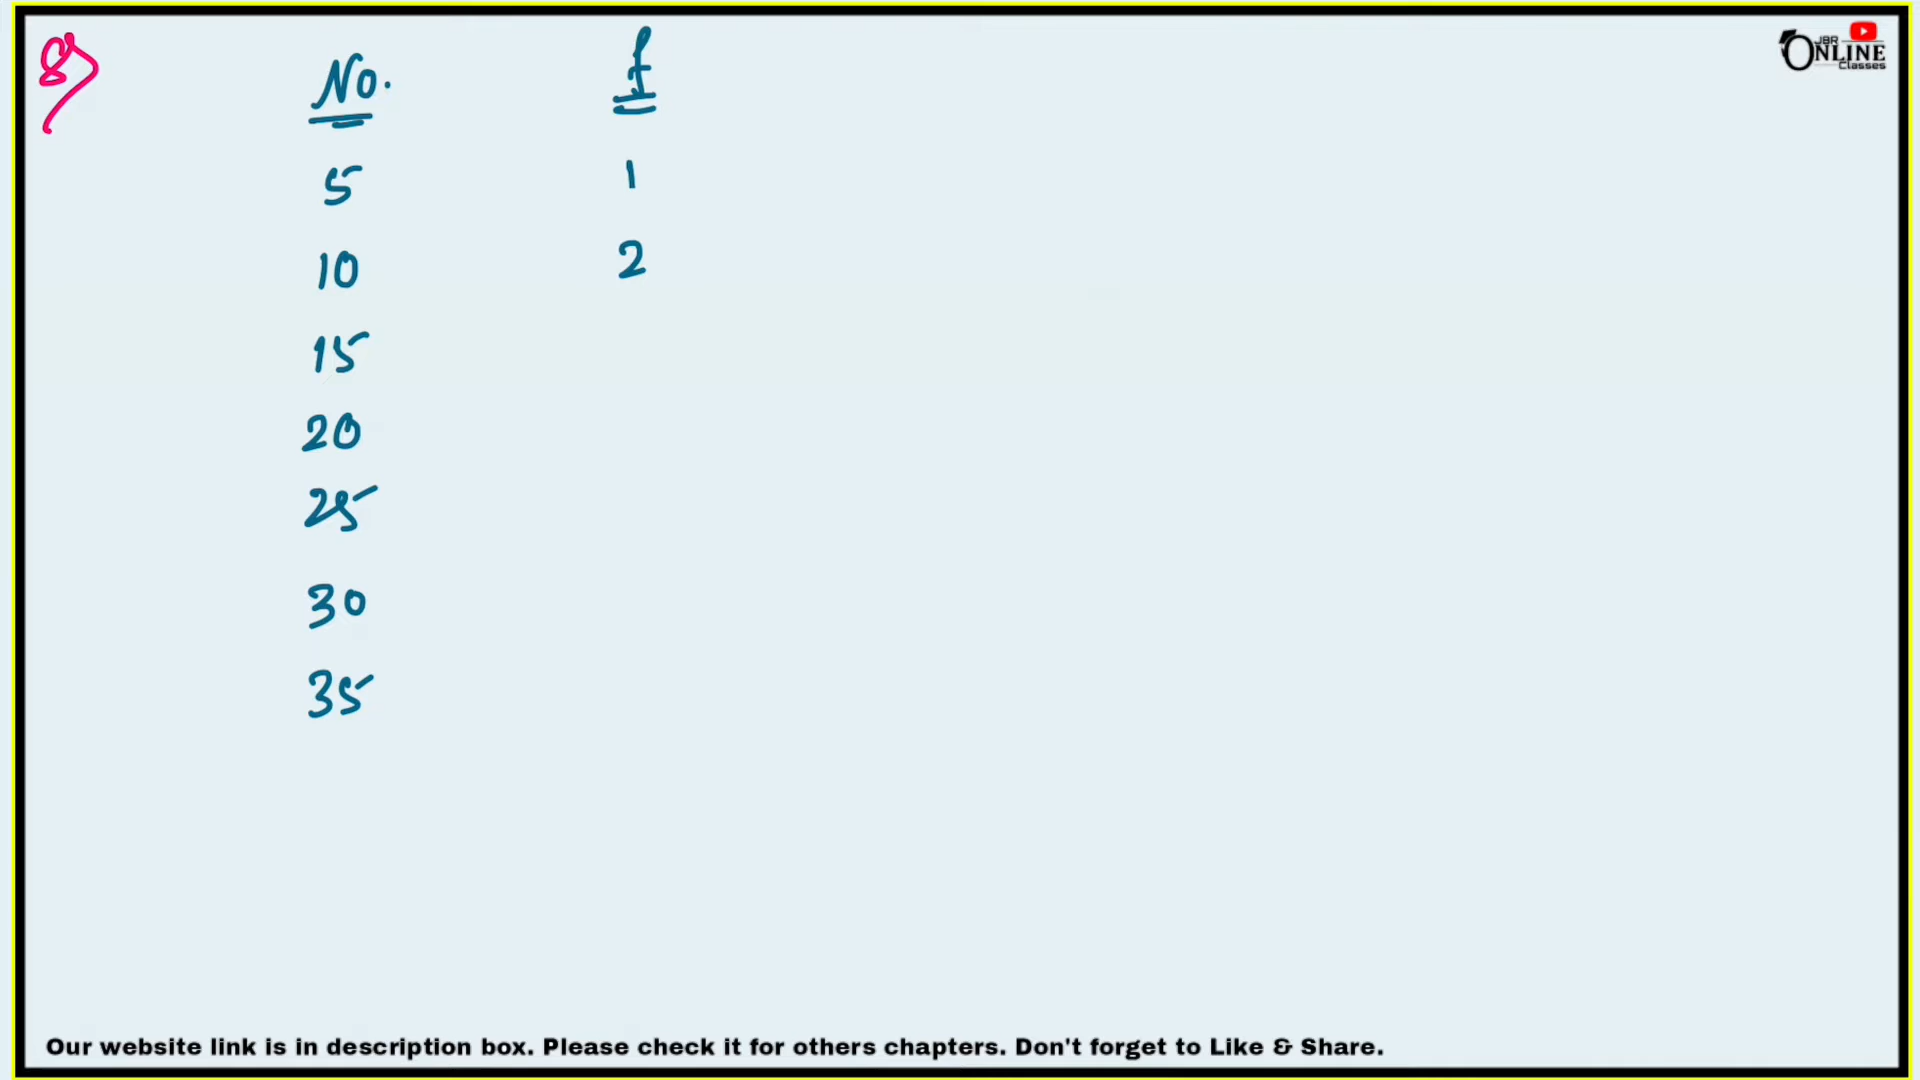 8)
No. f
5 1
10 2
15
20
25
30
35
JBR
ONLINE
Classes
Our website link is in description box. Please check it for others chapters. Don't forget to Like & Share.